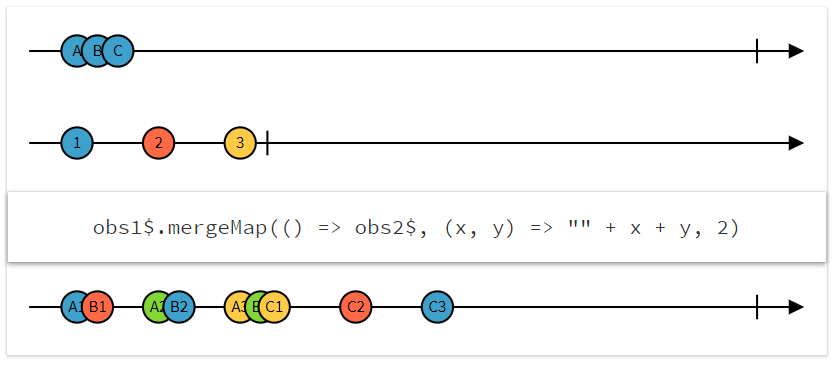 A B C
1 2 3
obs1$.mergeMap(() => obs2$, (x, y) => "" + x + y, 2)
A1 B1 A2 B2 A3 B C1 C2 C3